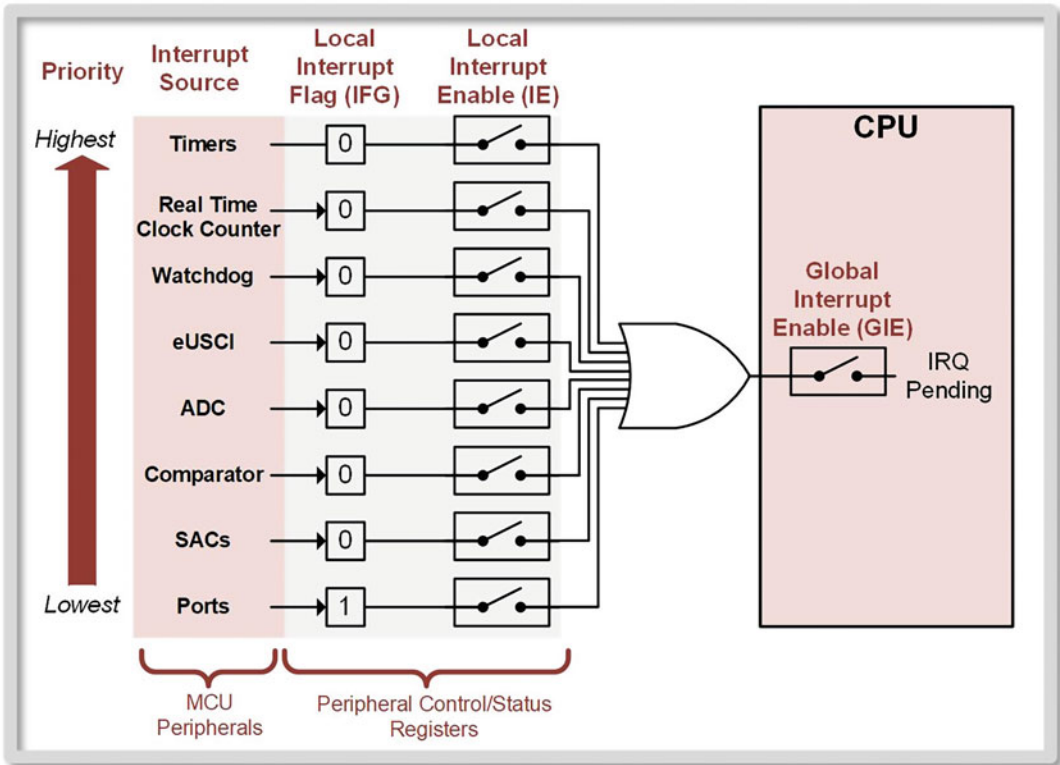 Priority
Interrupt
Source
Local
Interrupt
Flag (IFG)
Local
Interrupt
Enable (IE)
Highest
Timers
0
Real Time
Clock Counter
0
Watchdog
0
eUSCI
0
ADC
0
Comparator
0
SACs
0
Lowest
Ports
1
CPU
Global
Interrupt
Enable (GIE)
IRQ
Pending
MCU
Peripherals
Peripheral Control/Status
Registers